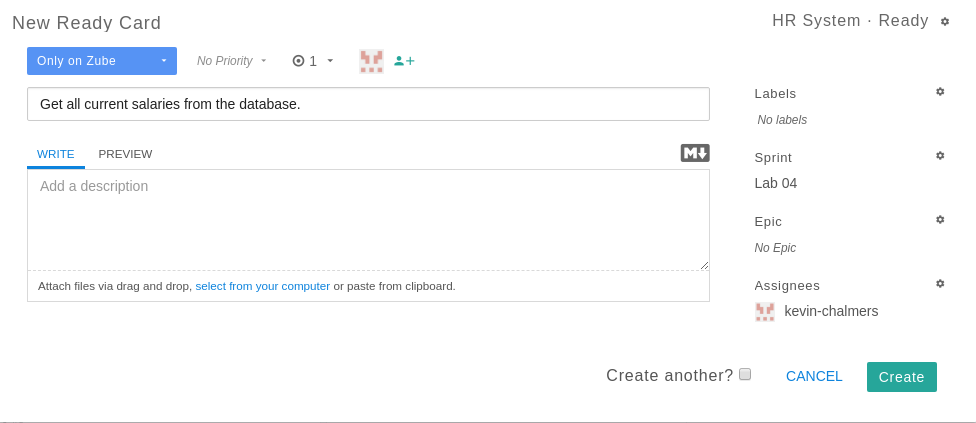 New Ready Card
HR System · Ready
Only on Zube
No Priority
1
Get all current salaries from the database.
WRITE
PREVIEW
M
Add a description
Attach files via drag and drop, select from your computer or paste from clipboard.
Labels
No labels
Sprint
Lab 04
Epic
No Epic
Assignees
kevin-chalmers
Create another?
CANCEL
Create